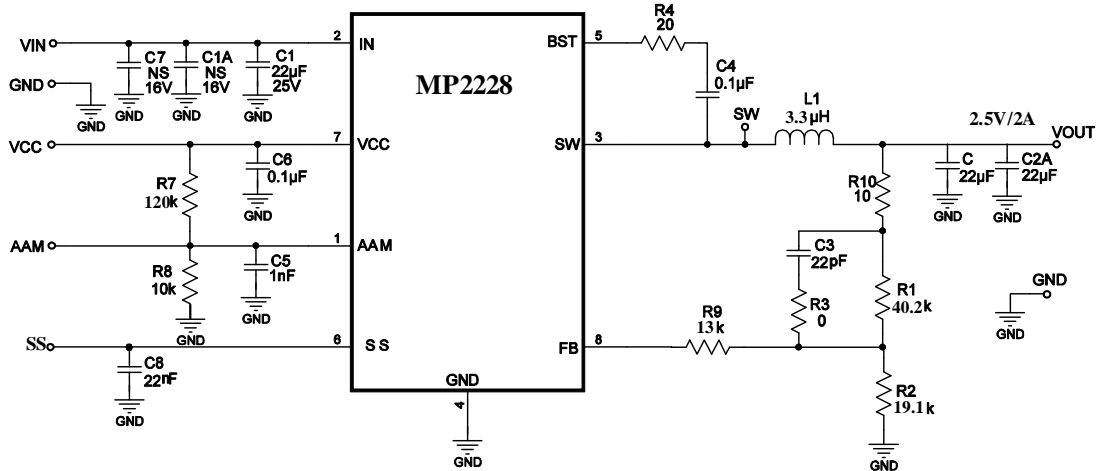 R4
20
VIN
2
IN
BST
5
C7
NS
16V
C1A
NS
16V
C1
22µF
25V
MP2228
C4
0.1µF
GND
GND
GND
GND
GND
L1
3.3µH
SW
2.5V/2A
VOUT
VCC
7
VCC
SW
3
C6
0.1µF
GND
R7
120k
R10
10
C
22µF
GND
C2A
22µF
GND
AAM
1
AAM
C3
22pF
R8
10k
GND
C5
1nF
GND
R3
0
R1
40.2k
GND
GND
R9
13k
SS
6
SS
FB
8
C8
22nF
GND
GND
4
GND
R2
19.1k
GND